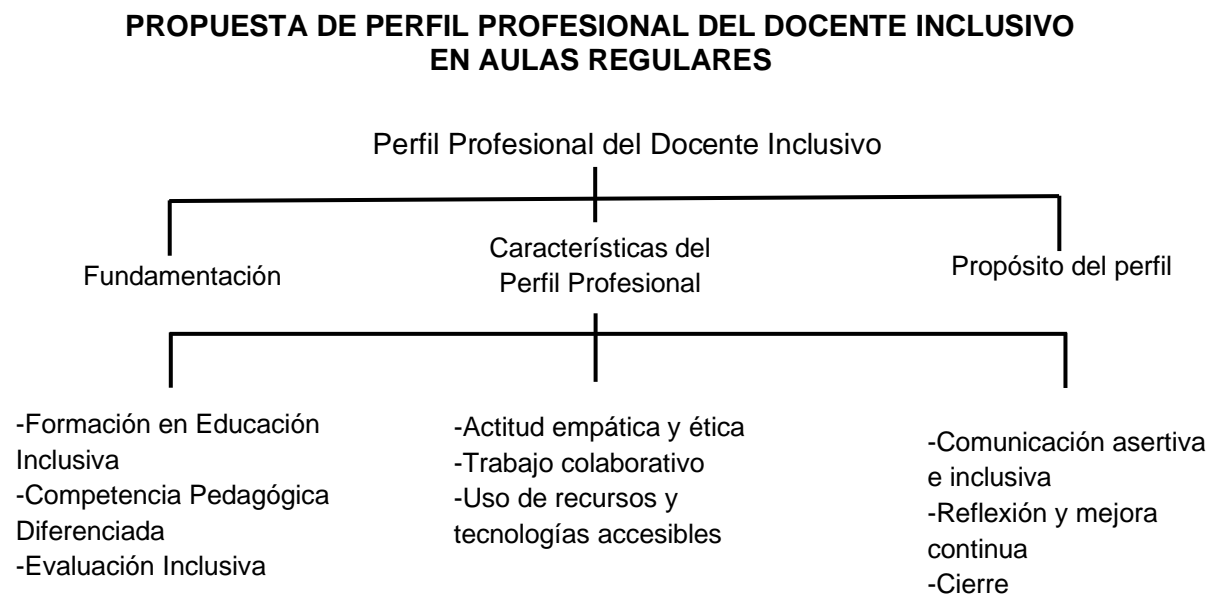 PROPUESTA DE PERFIL PROFESIONAL DEL DOCENTE INCLUSIVO
EN AULAS REGULARES
Perfil Profesional del Docente Inclusivo
Fundamentación
Características del
Perfil Profesional
Propósito del perfil
-Formación en Educación
Inclusiva
-Competencia Pedagógica
Diferenciada
-Evaluación Inclusiva
-Actitud empática y ética
-Trabajo colaborativo
-Uso de recursos y
tecnologías accesibles
-Comunicación asertiva
e inclusiva
-Reflexión y mejora
continua
-Cierre